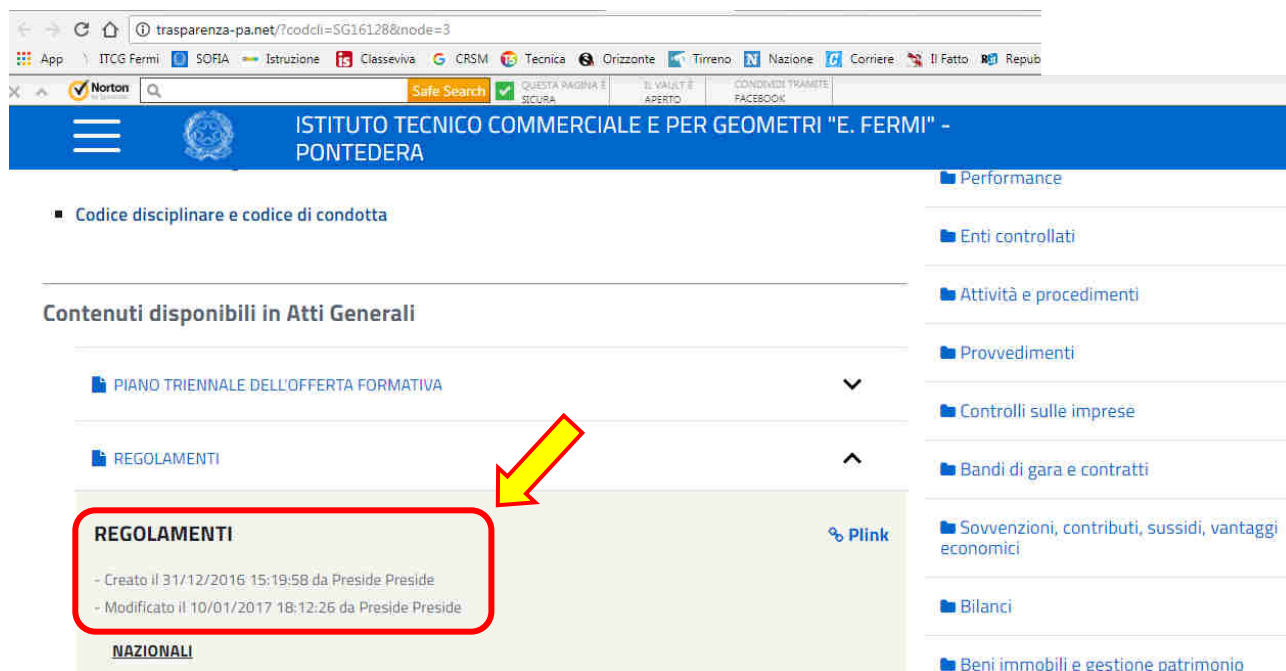 trasparenza-pa.net/?codcli=SG16128&node=3
App ITCG Fermi SOFIA Istruzione Classeviva CRSM Tecnica Orizzonte Tirreno Nazione Corriere Il Fatto Repub
Norton Safe Search QUESTA PAGINA È SICURA IL VAULT È APERTO CONDIVIDI TRAMITE FACEBOOK
ISTITUTO TECNICO COMMERCIALE E PER GEOMETRI "E. FERMI" -
PONTEDERA
Codice disciplinare e codice di condotta
Contenuti disponibili in Atti Generali
PIANO TRIENNALE DELL'OFFERTA FORMATIVA
REGOLAMENTI
REGOLAMENTI
Plink
- Creato il 31/12/2016 15:19:58 da Preside Preside
- Modificato il 10/01/2017 18:12:26 da Preside Preside
NAZIONALI
Performance
Enti controllati
Attività e procedimenti
Provvedimenti
Controlli sulle imprese
Bandi di gara e contratti
Sovvenzioni, contributi, sussidi, vantaggi
economici
Bilanci
Beni immobili e gestione patrimonio